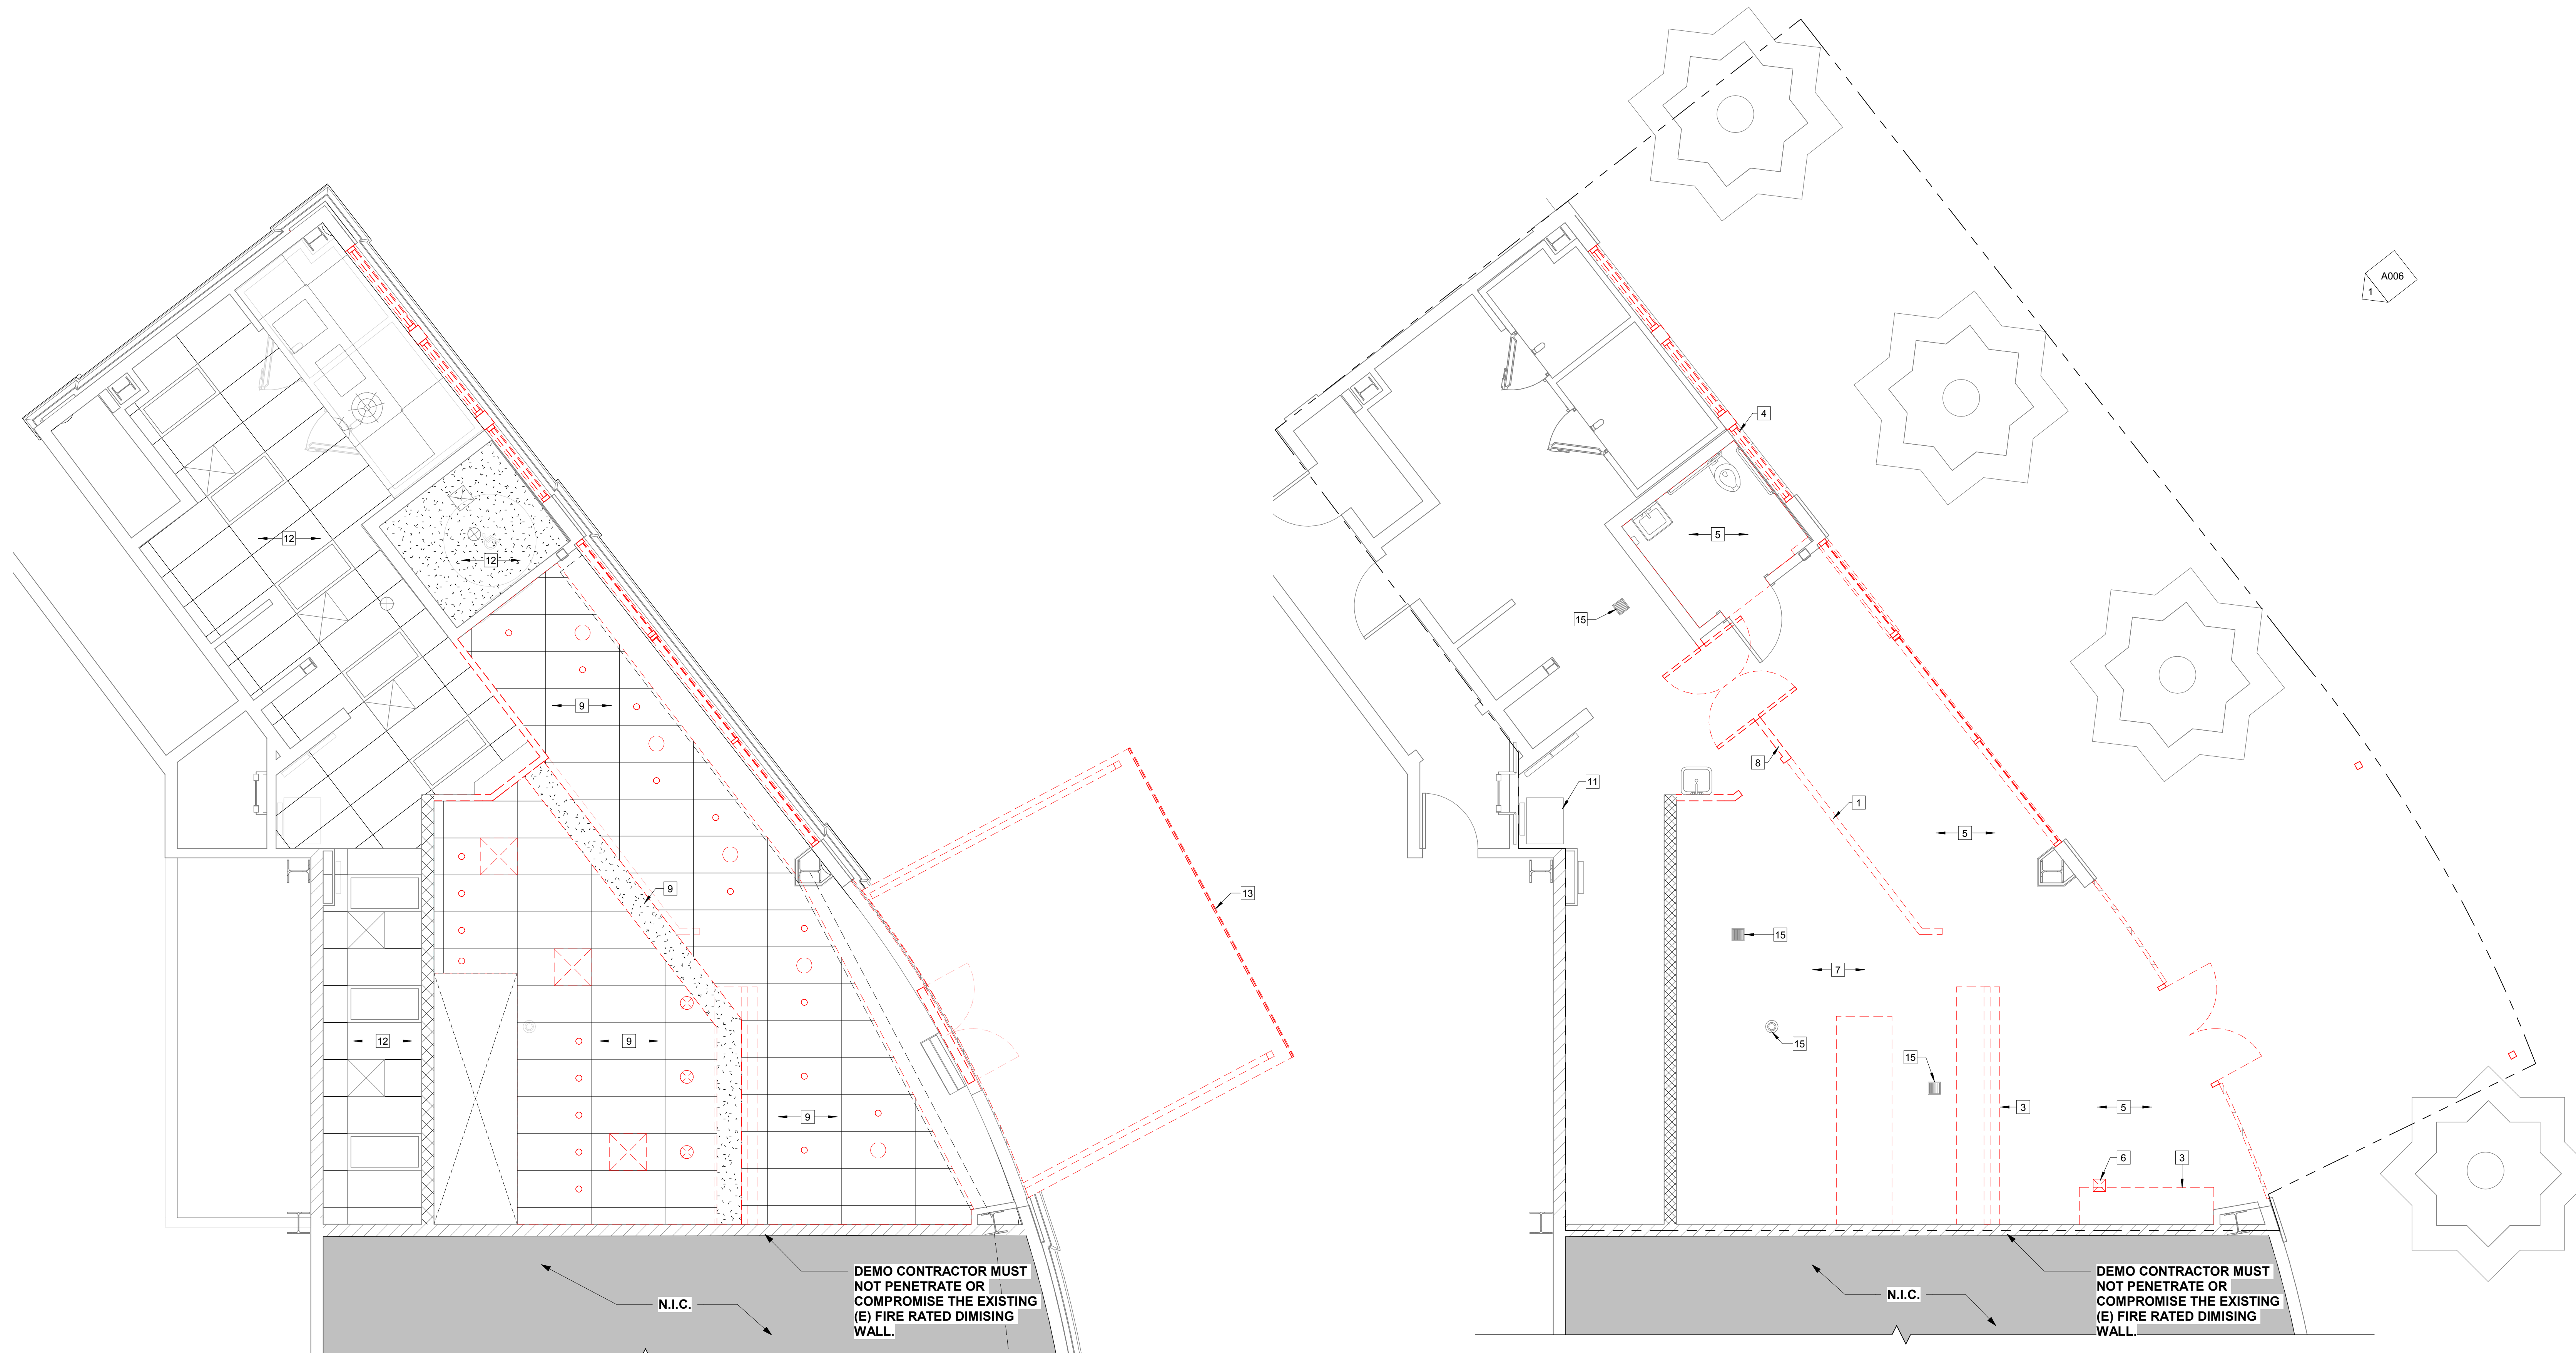 12
12
9
9
13
12
9
9
DEMO CONTRACTOR MUST
NOT PENETRATE OR
COMPROMISE THE EXISTING
(E) FIRE RATED DIMISING
WALL.
N.I.C.
A006
1
4
5
15
8
11
1
5
15
7
15
15
3
5
6
3
DEMO CONTRACTOR MUST
NOT PENETRATE OR
COMPROMISE THE EXISTING
(E) FIRE RATED DIMISING
WALL.
N.I.C.